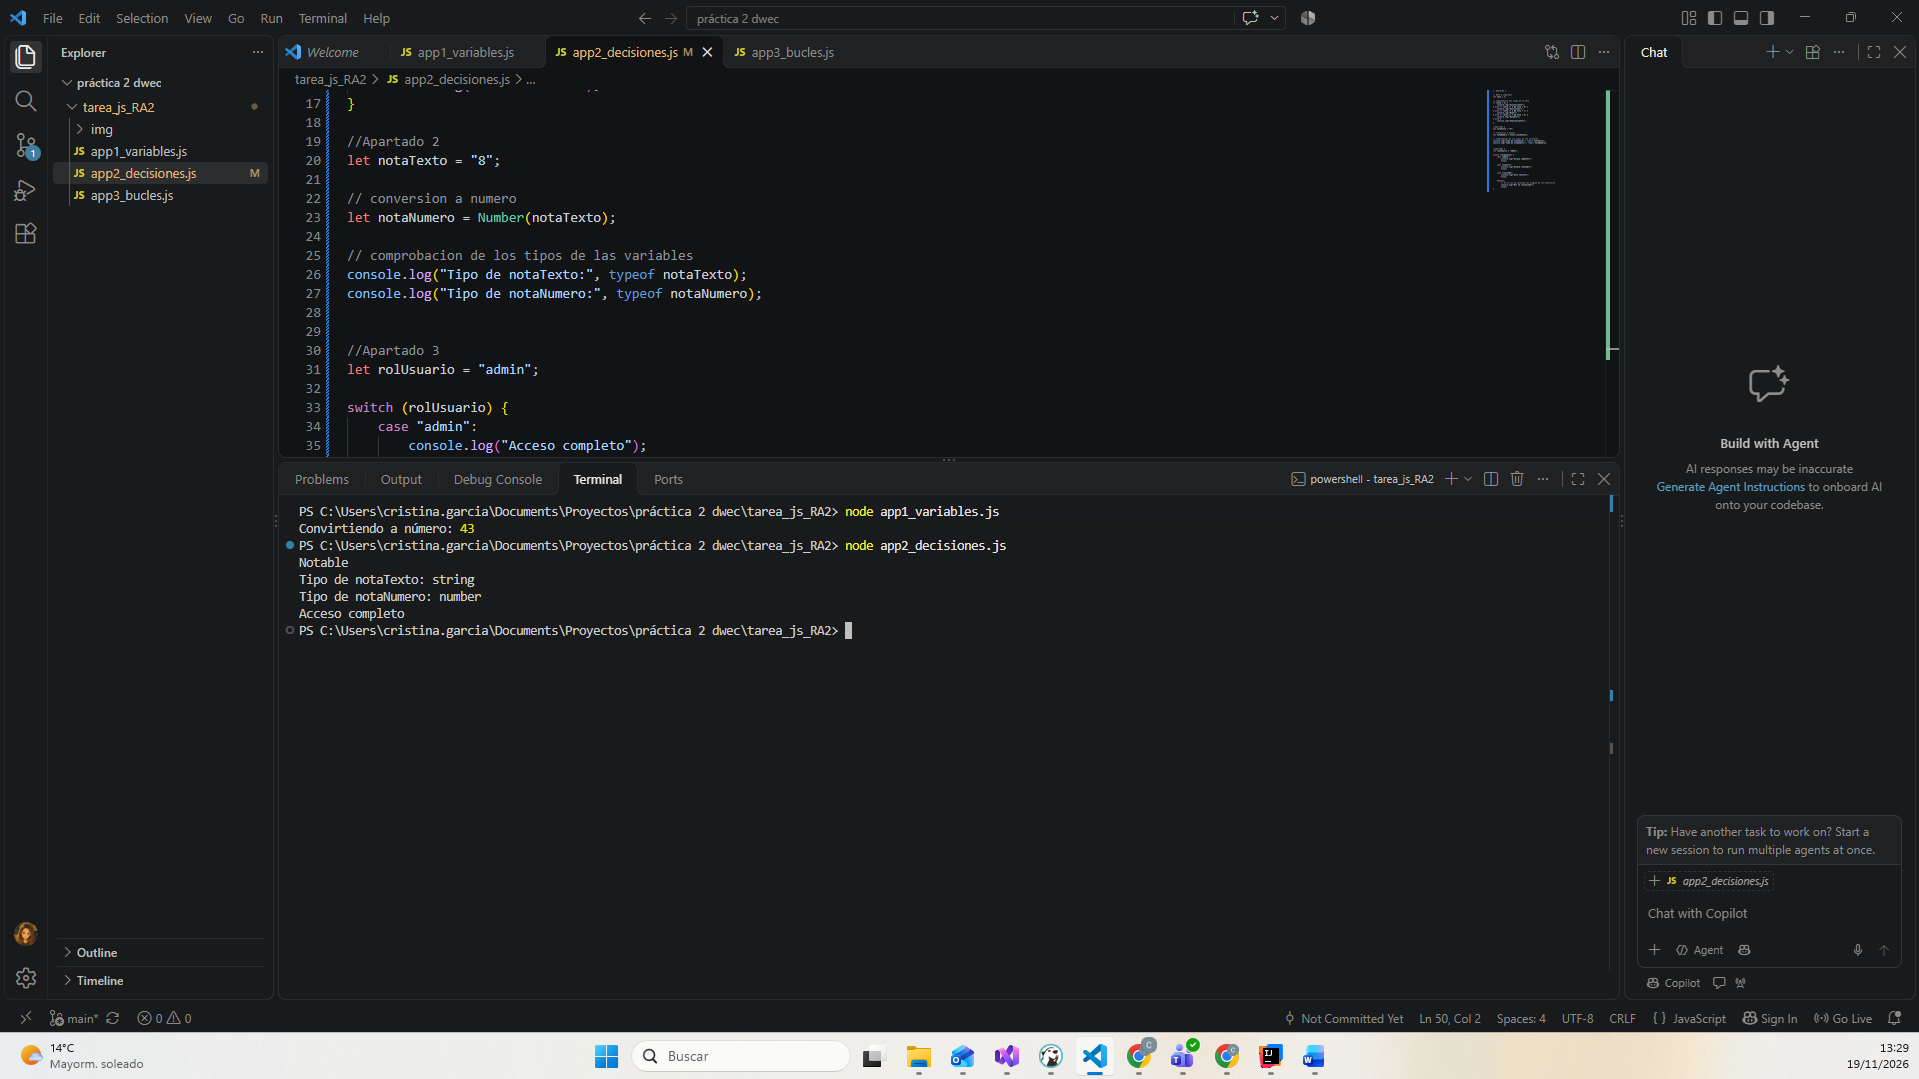 File Edit Selection View Go Run Terminal Help
práctica 2 dwec
Explorer
práctica 2 dwec
tarea_js_RA2
img
JS app1_variables.js
JS app2_decisiones.js M
JS app3_bucles.js
Outline
Timeline
Welcome
JS app1_variables.js
JS app2_decisiones.js M
JS app3_bucles.js
tarea_js_RA2 > JS app2_decisiones.js > ...
17 }
18
19 //Apartado 2
20 let notaTexto = "8";
21
22 // conversion a numero
23 let notaNumero = Number(notaTexto);
24
25 // comprobacion de los tipos de las variables
26 console.log("Tipo de notaTexto:", typeof notaTexto);
27 console.log("Tipo de notaNumero:", typeof notaNumero);
28
29
30 //Apartado 3
31 let rolUsuario = "admin";
32
33 switch (rolUsuario) {
34 case "admin":
35 console.log("Acceso completo");
Problems Output Debug Console Terminal Ports
powershell - tarea_js_RA2
PS C:\Users\cristina.garcia\Documents\Proyectos\práctica 2 dwec\tarea_js_RA2> node app1_variables.js
Convirtiendo a número: 43
PS C:\Users\cristina.garcia\Documents\Proyectos\práctica 2 dwec\tarea_js_RA2> node app2_decisiones.js
Notable
Tipo de notaTexto: string
Tipo de notaNumero: number
Acceso completo
PS C:\Users\cristina.garcia\Documents\Proyectos\práctica 2 dwec\tarea_js_RA2>
Chat
Build with Agent
AI responses may be inaccurate
Generate Agent Instructions to onboard AI
onto your codebase.
Tip: Have another task to work on? Start a
new session to run multiple agents at once.
JS app2_decisiones.js
Chat with Copilot
Agent
Copilot
main* 0 0
Not Committed Yet Ln 50, Col 2 Spaces: 4 UTF-8 CRLF { } JavaScript Sign In Go Live
14°C
Mayorm. soleado
Buscar
13:29
19/11/2026